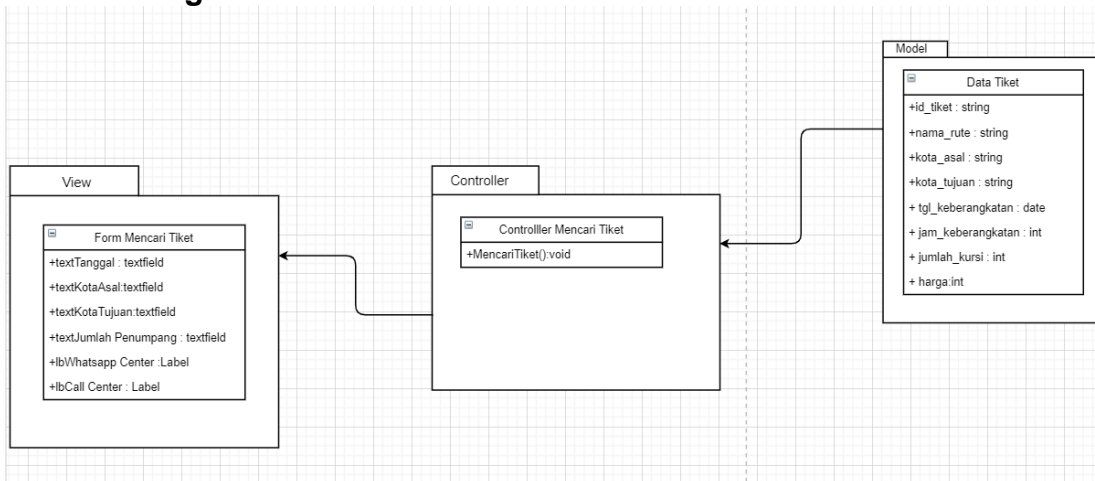 View
Form Mencari Tiket
+textTanggal : textfield
+textKotaAsal:textfield
+textKotaTujuan:textfield
+textJumlah Penumpang : textfield
+lbWhatsapp Center :Label
+lbCall Center : Label
Controller
Controlller Mencari Tiket
+MencariTiket():void
Model
Data Tiket
+id_tiket : string
+nama_rute : string
+kota_asal : string
+kota_tujuan : string
+ tgl_keberangkatan : date
+ jam_keberangkatan : int
+ jumlah_kursi : int
+ harga:int